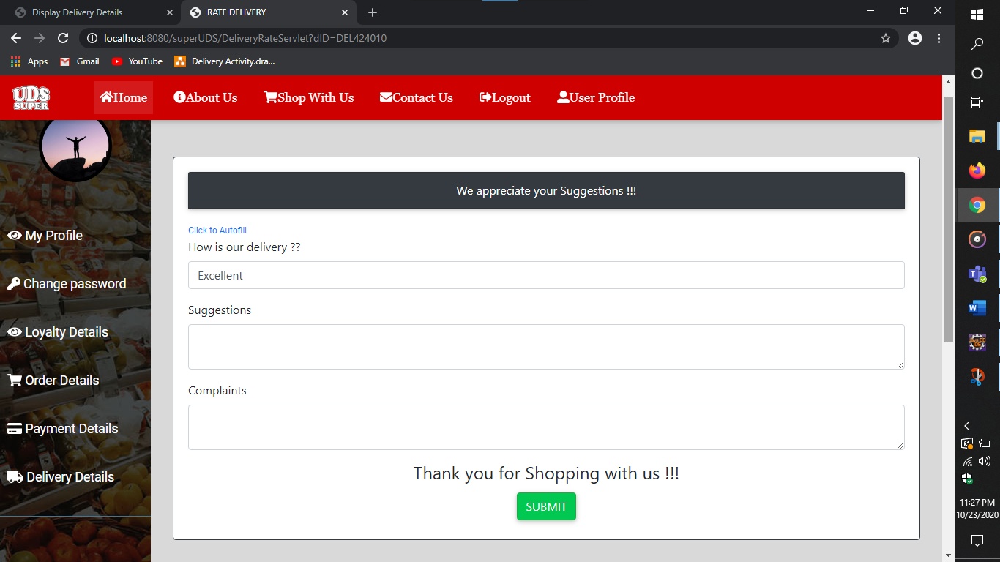 Display Delivery Details
RATE DELIVERY
localhost:8080/superUDS/DeliveryRateServlet?dID=DEL424010
Apps
Gmail
YouTube
Delivery Activity.dra...
UDS
SUPER
Home
About Us
Shop With Us
Contact Us
Logout
User Profile
My Profile
Change password
Loyalty Details
Order Details
Payment Details
Delivery Details
We appreciate your Suggestions !!!
Click to Autofill
How is our delivery ??
Excellent
Suggestions
Complaints
Thank you for Shopping with us !!!
SUBMIT
11:27 PM
10/23/2020